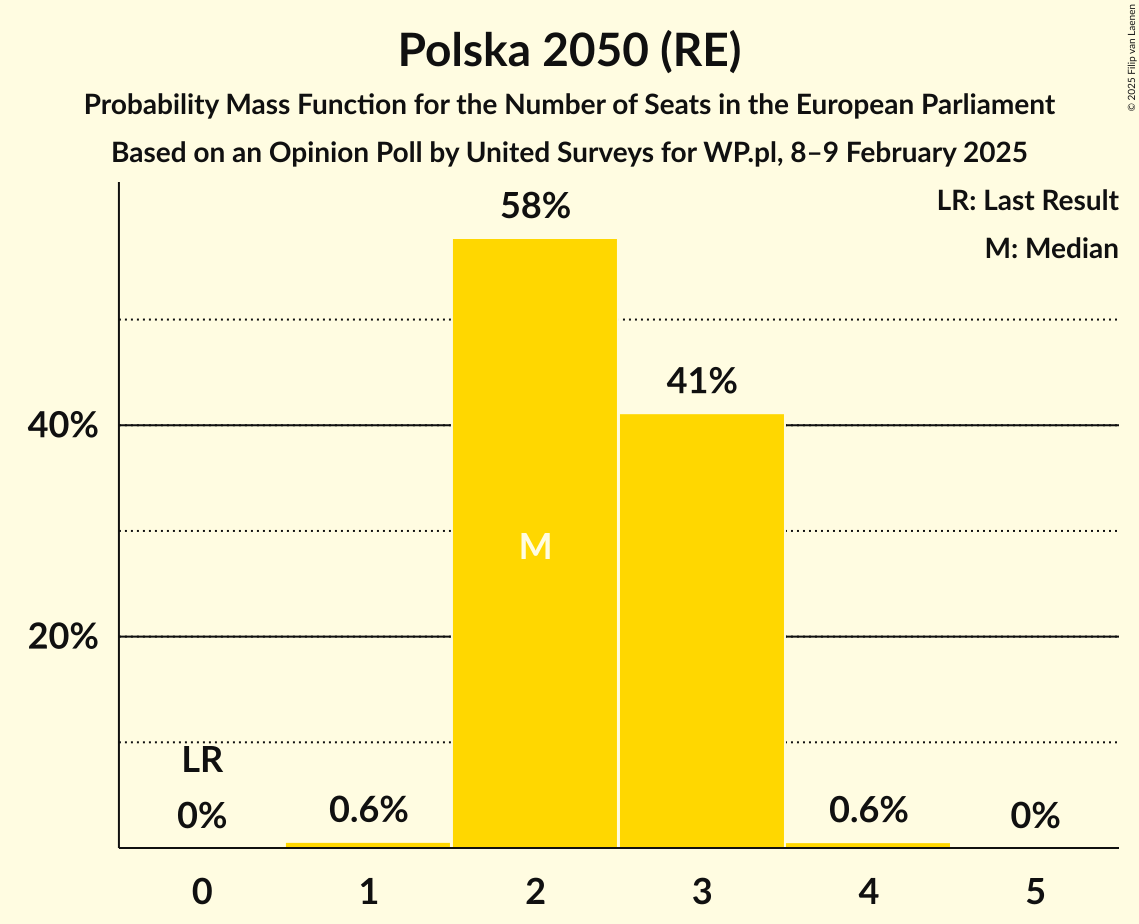 Polska 2050 (RE)
Probability Mass Function for the Number of Seats in the European Parliament
Based on an Opinion Poll by United Surveys for WP.pl, 8–9 February 2025
© 2025 Filip van Laenen
LR: Last Result
M: Median
58%
41%
40%
M
20%
LR
0%
0.6%
0.6%
0%
0
1
2
3
4
5